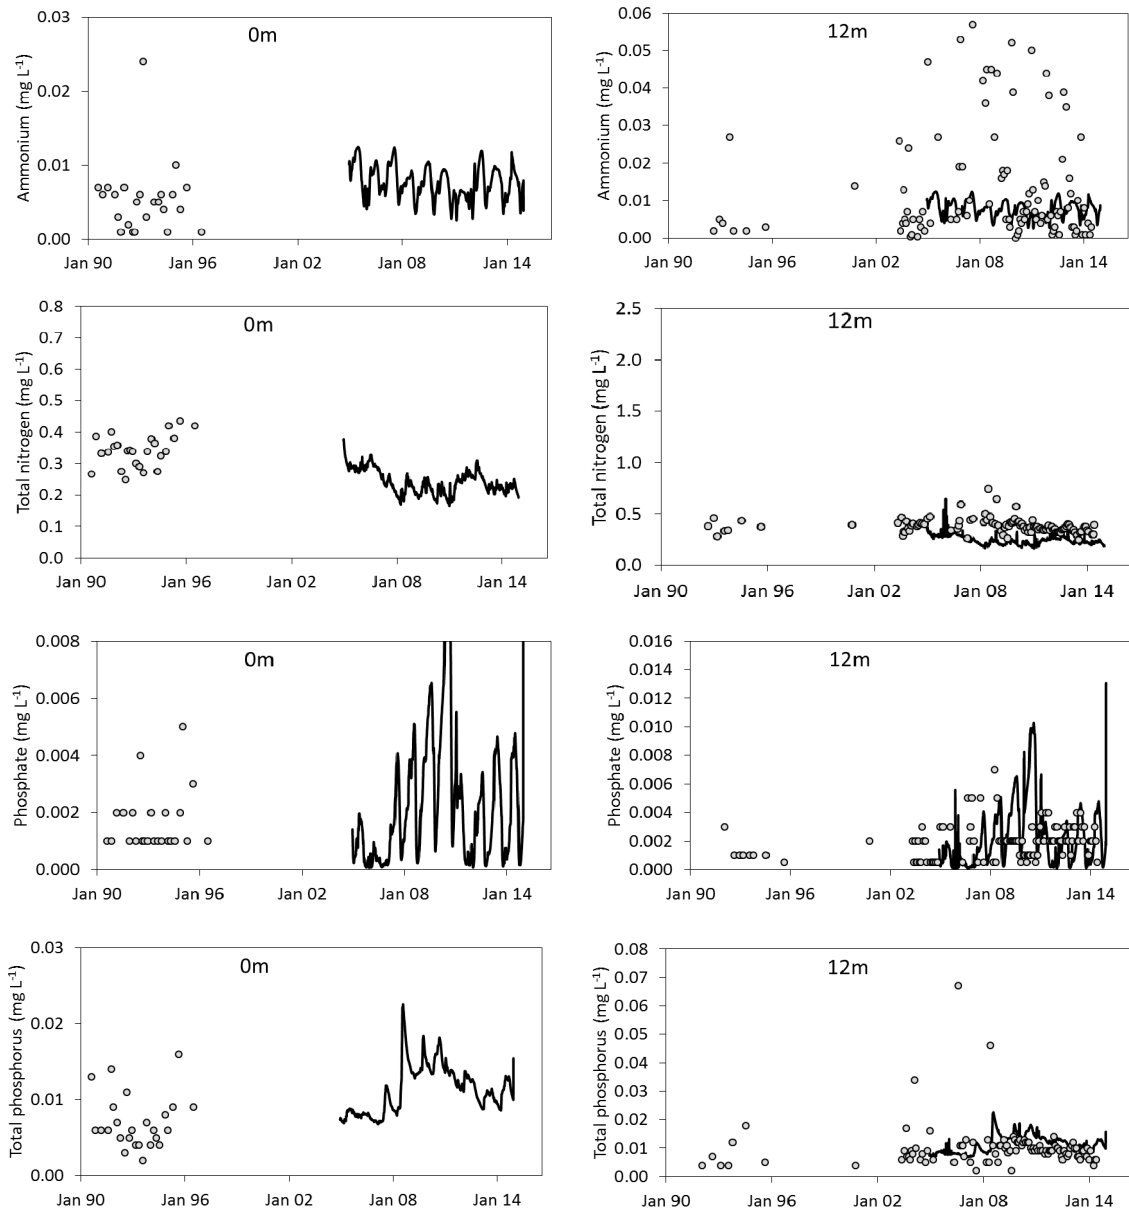 0m
Ammonium (mg L⁻¹)
0.03
0.02
0.01
0.00
Jan 90 Jan 96 Jan 02 Jan 08 Jan 14
12m
Ammonium (mg L⁻¹)
0.06
0.05
0.04
0.03
0.02
0.01
0.00
Jan 90 Jan 96 Jan 02 Jan 08 Jan 14
0m
Total nitrogen (mg L⁻¹)
0.8
0.7
0.6
0.5
0.4
0.3
0.2
0.1
0.0
Jan 90 Jan 96 Jan 02 Jan 08 Jan 14
12m
Total nitrogen (mg L⁻¹)
2.5
2.0
1.5
1.0
0.5
0.0
Jan 90 Jan 96 Jan 02 Jan 08 Jan 14
0m
Phosphate (mg L⁻¹)
0.008
0.006
0.004
0.002
0.000
Jan 90 Jan 96 Jan 02 Jan 08 Jan 14
12m
Phosphate (mg L⁻¹)
0.016
0.014
0.012
0.010
0.008
0.006
0.004
0.002
0.000
Jan 90 Jan 96 Jan 02 Jan 08 Jan 14
0m
Total phosphorus (mg L⁻¹)
0.03
0.02
0.01
0.00
Jan 90 Jan 96 Jan 02 Jan 08 Jan 14
12m
Total phosphorus (mg L⁻¹)
0.08
0.07
0.06
0.05
0.04
0.03
0.02
0.01
0.00
Jan 90 Jan 96 Jan 02 Jan 08 Jan 14